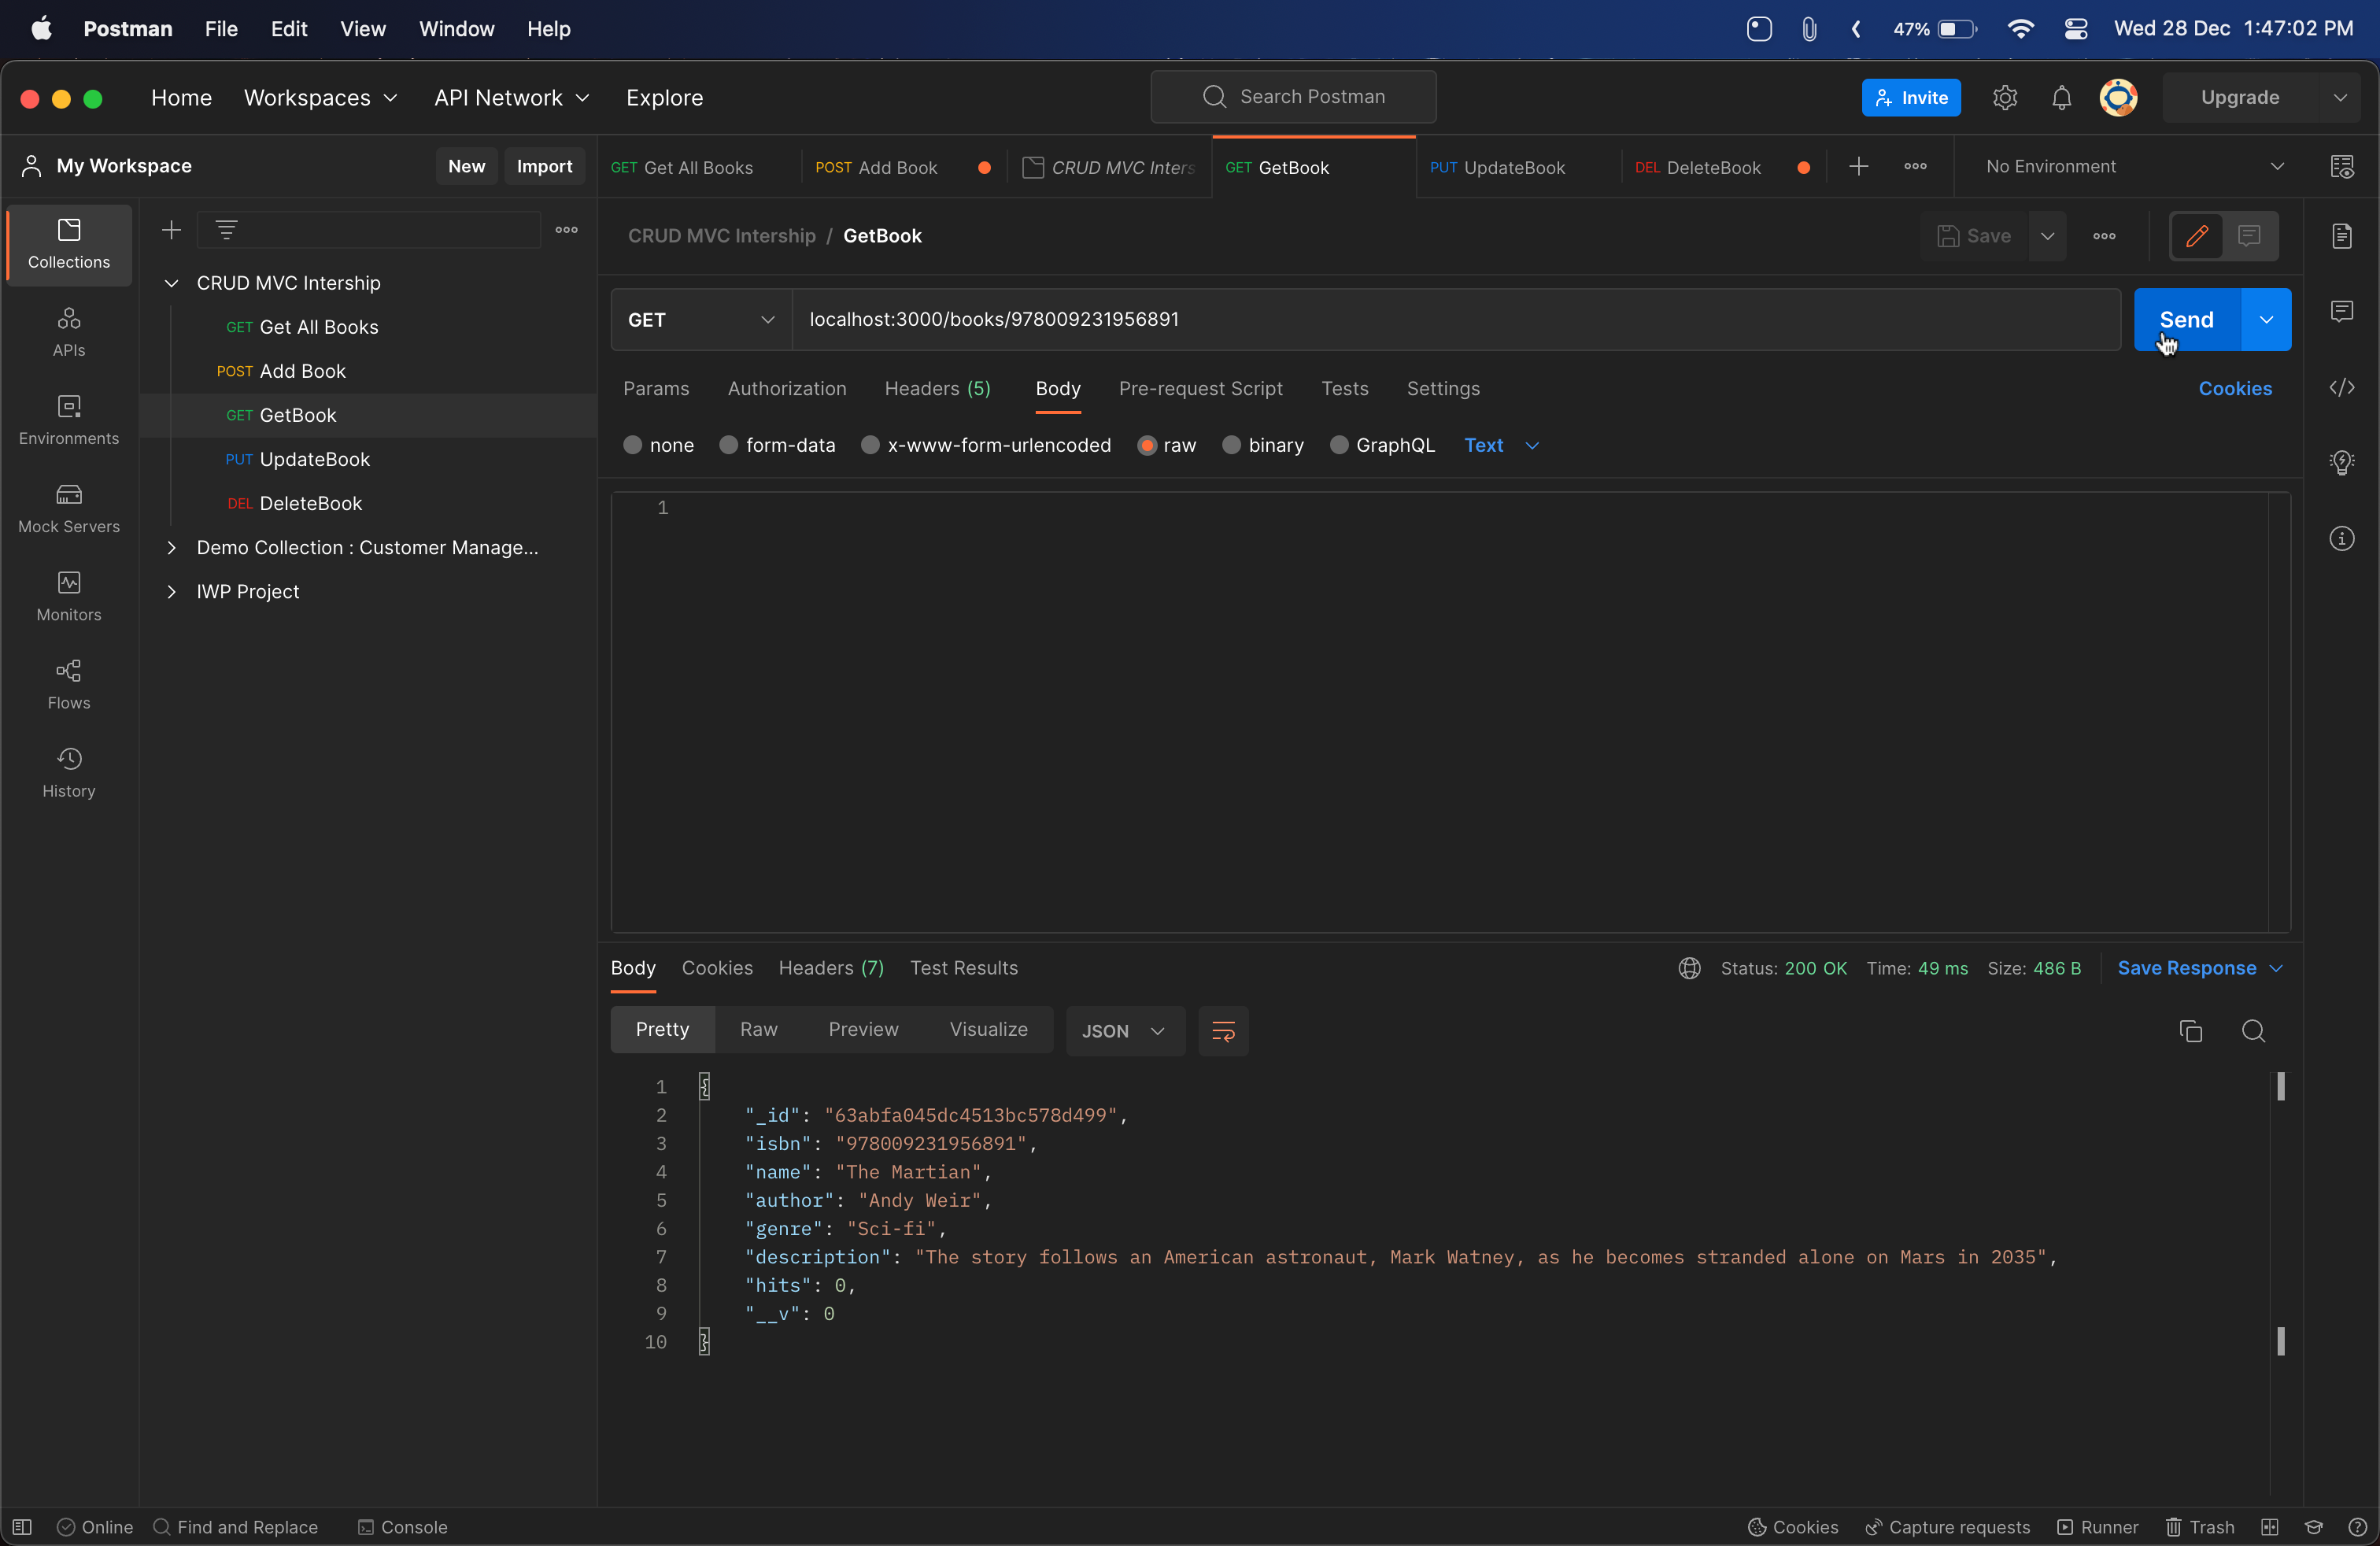 Postman File Edit View Window Help 47% Wed 28 Dec 1:47:02 PM
Home Workspaces API Network Explore Search Postman Invite Upgrade
My Workspace New Import
GET Get All Books POST Add Book CRUD MVC Inters GET GetBook PUT UpdateBook DEL DeleteBook No Environment
Collections
APIs
Environments
Mock Servers
Monitors
Flows
History
CRUD MVC Intership
GET Get All Books
POST Add Book
GET GetBook
PUT UpdateBook
DEL DeleteBook
Demo Collection : Customer Manage...
IWP Project
CRUD MVC Intership / GetBook Save
GET localhost:3000/books/978009231956891 Send
Params Authorization Headers (5) Body Pre-request Script Tests Settings Cookies
none form-data x-www-form-urlencoded raw binary GraphQL Text
1
Body Cookies Headers (7) Test Results Status: 200 OK Time: 49 ms Size: 486 B Save Response
Pretty Raw Preview Visualize JSON
1 {
2 "_id": "63abfa045dc4513bc578d499",
3 "isbn": "978009231956891",
4 "name": "The Martian",
5 "author": "Andy Weir",
6 "genre": "Sci-fi",
7 "description": "The story follows an American astronaut, Mark Watney, as he becomes stranded alone on Mars in 2035",
8 "hits": 0,
9 "__v": 0
10 }
Online Find and Replace Console Cookies Capture requests Runner Trash